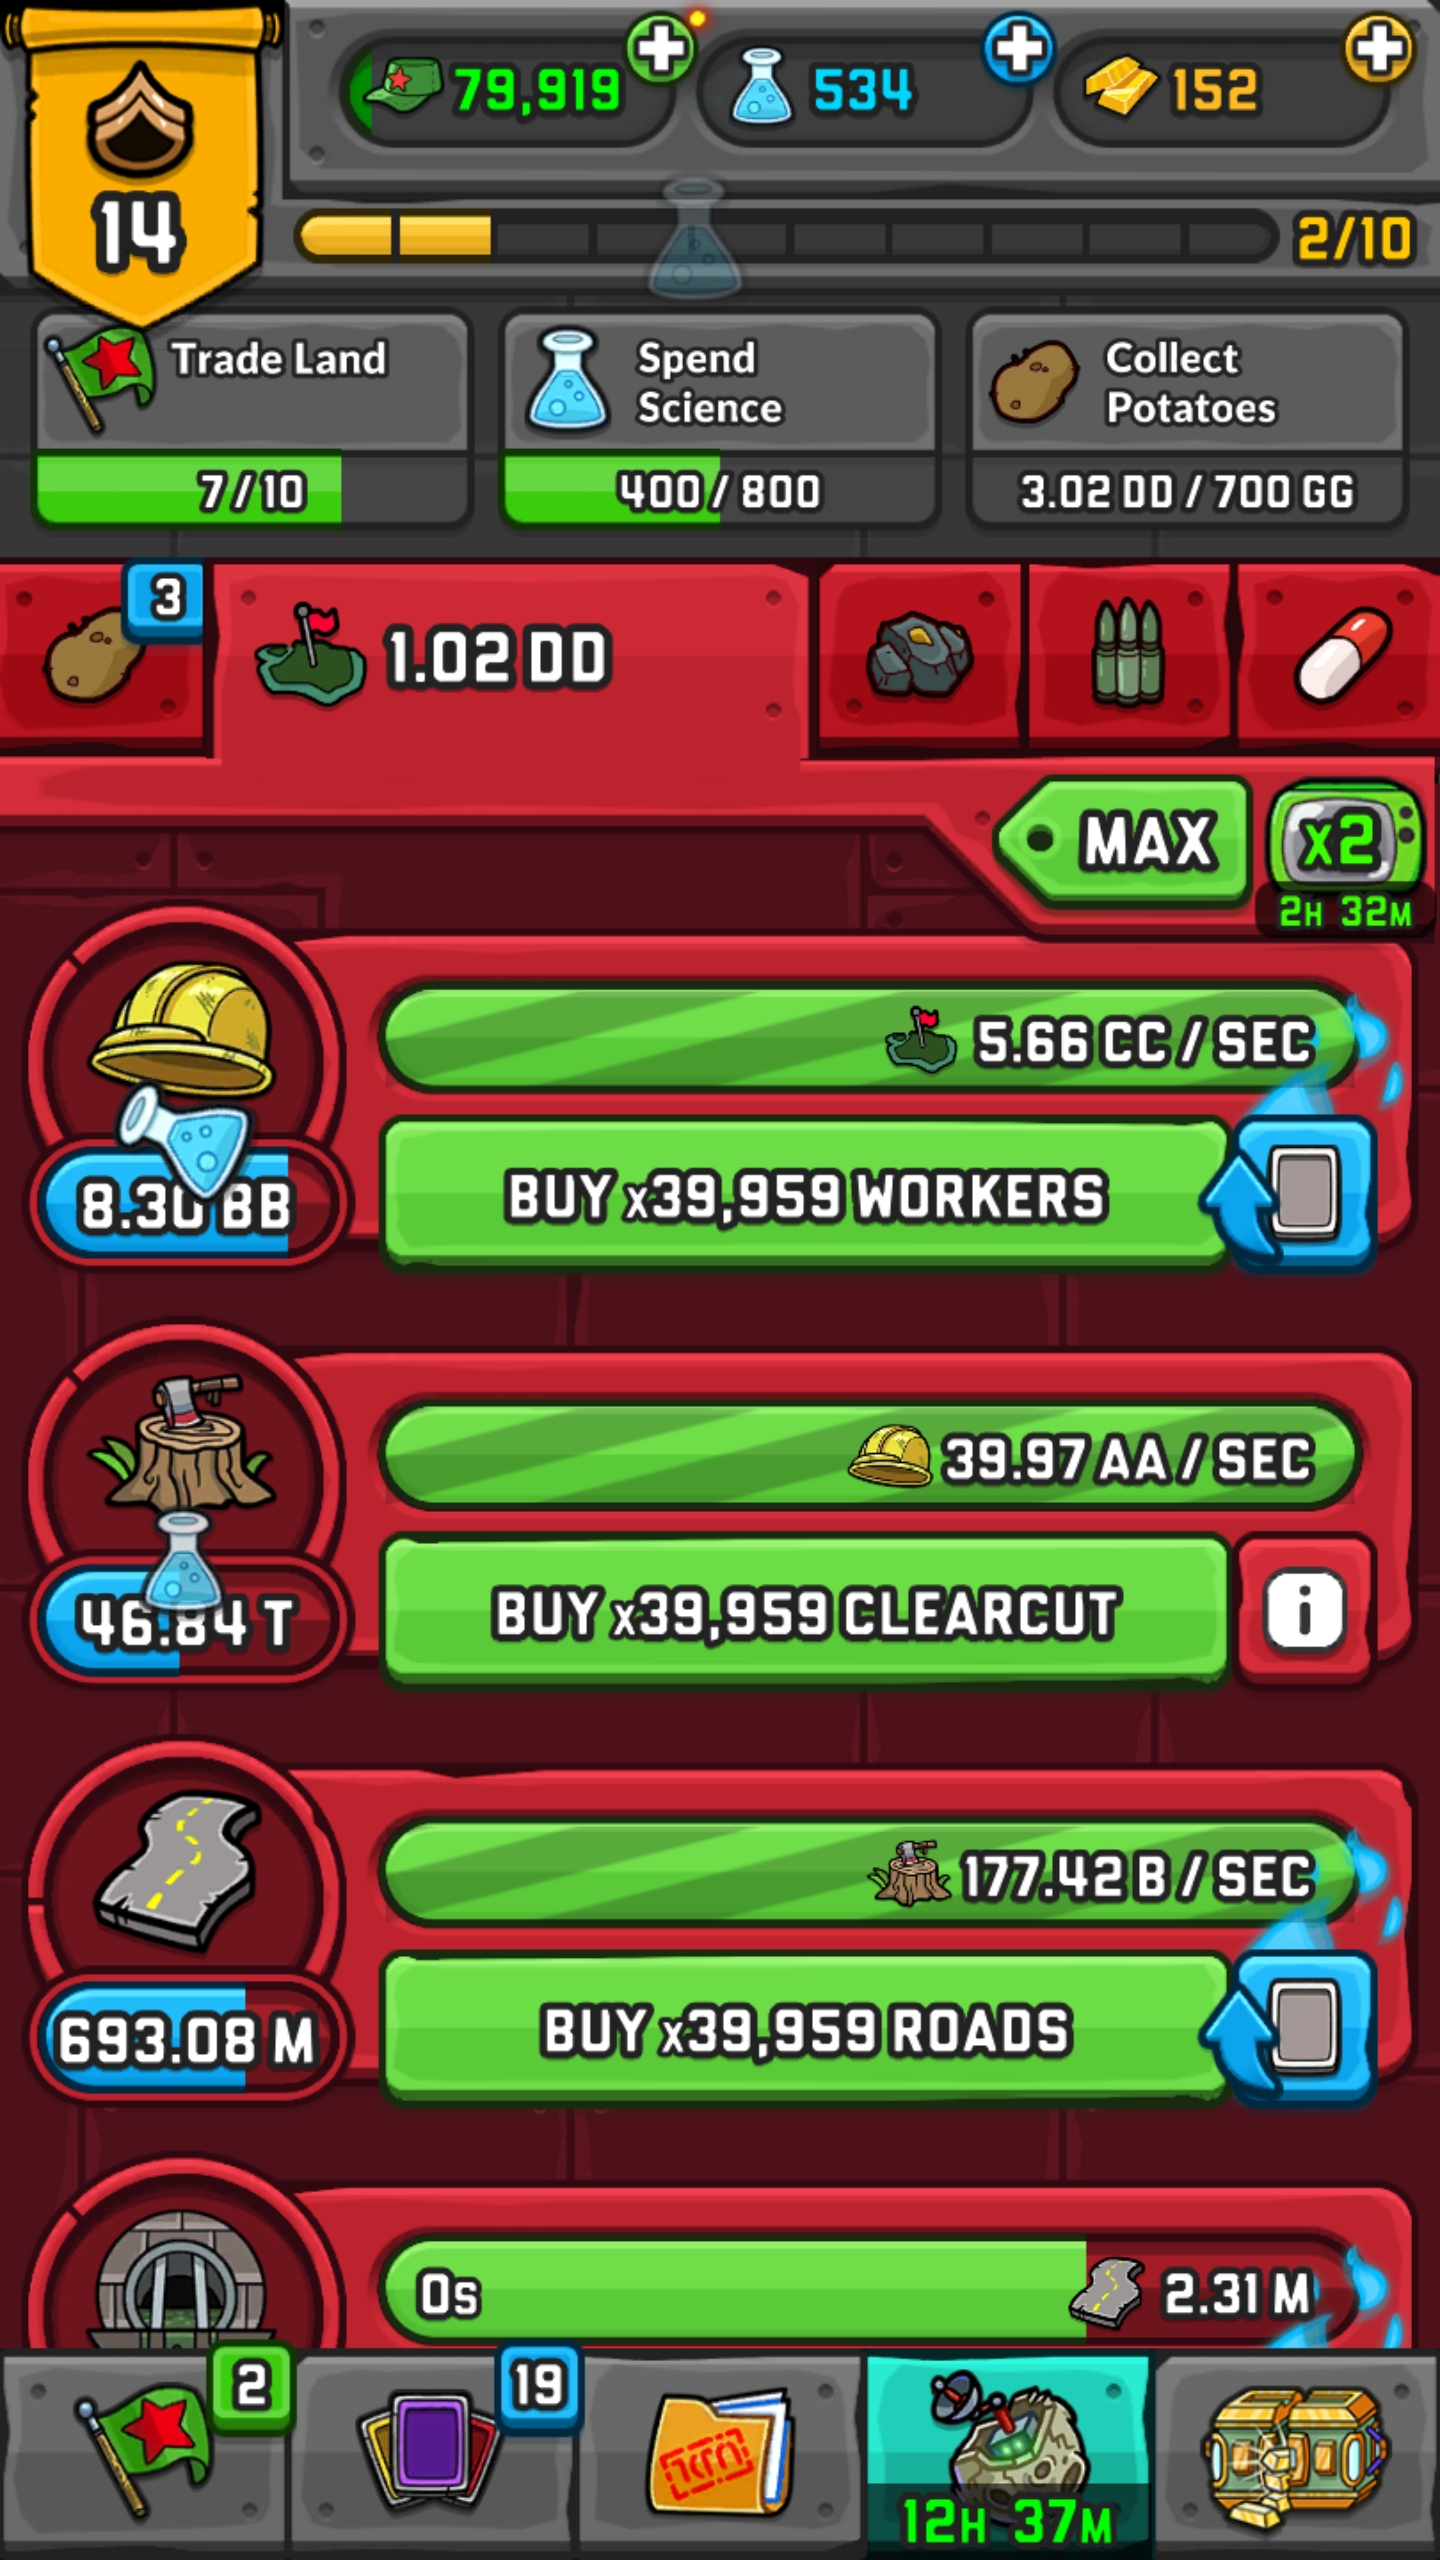 79,919
534
152
14
2/10
Trade Land
7/10
Spend
Science
400/800
Collect
Potatoes
3.02 DD / 700 GG
3
1.02 DD
MAX
x2
2H 32M
5.66 CC / SEC
8.30 BB
BUY x39,959 WORKERS
39.97 AA / SEC
46.84 T
BUY x39,959 CLEARCUT
i
177.42 B / SEC
693.08 M
BUY x39,959 ROADS
0s
2.31 M
2
19
12H 37M